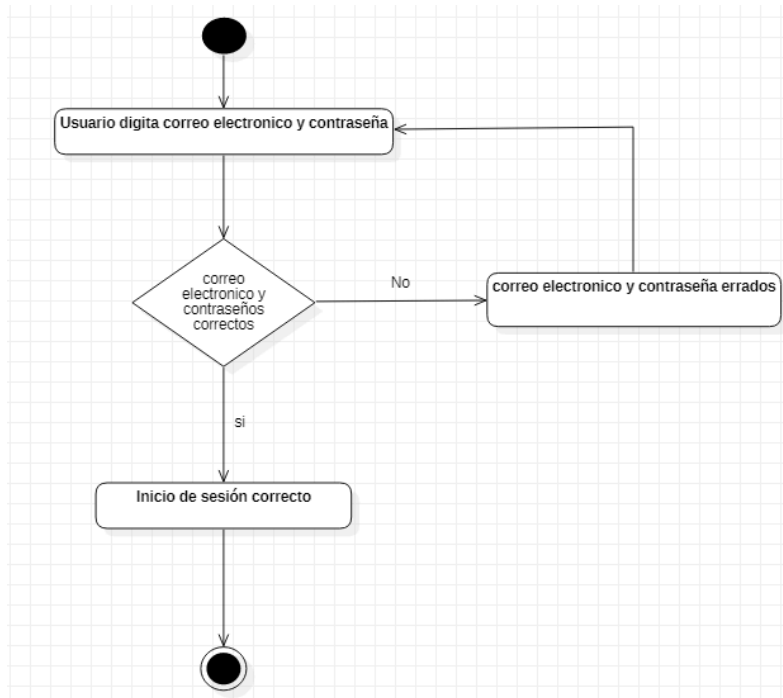 Usuario digita correo electronico y contraseña
correo
electronico y
contraseños
correctos
No
correo electronico y contraseña errados
si
Inicio de sesión correcto